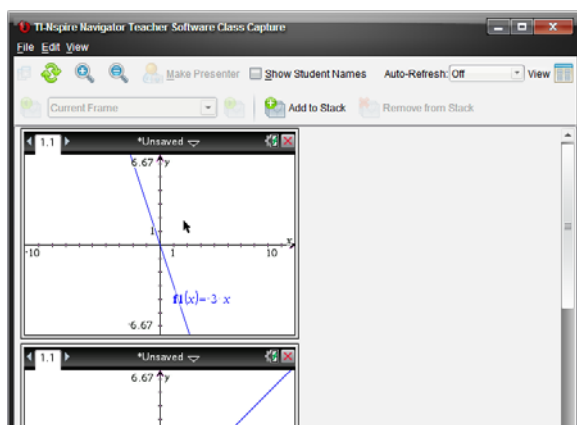 TI-Nspire Navigator Teacher Software Class Capture
File Edit View
Make Presenter Show Student Names Auto-Refresh: Off View
Current Frame Add to Stack Remove from Stack
1.1 *Unsaved
6.67 y
1
x
-10 1 10
f1(x)=-3·x
-6.67
1.1 *Unsaved
6.67 y